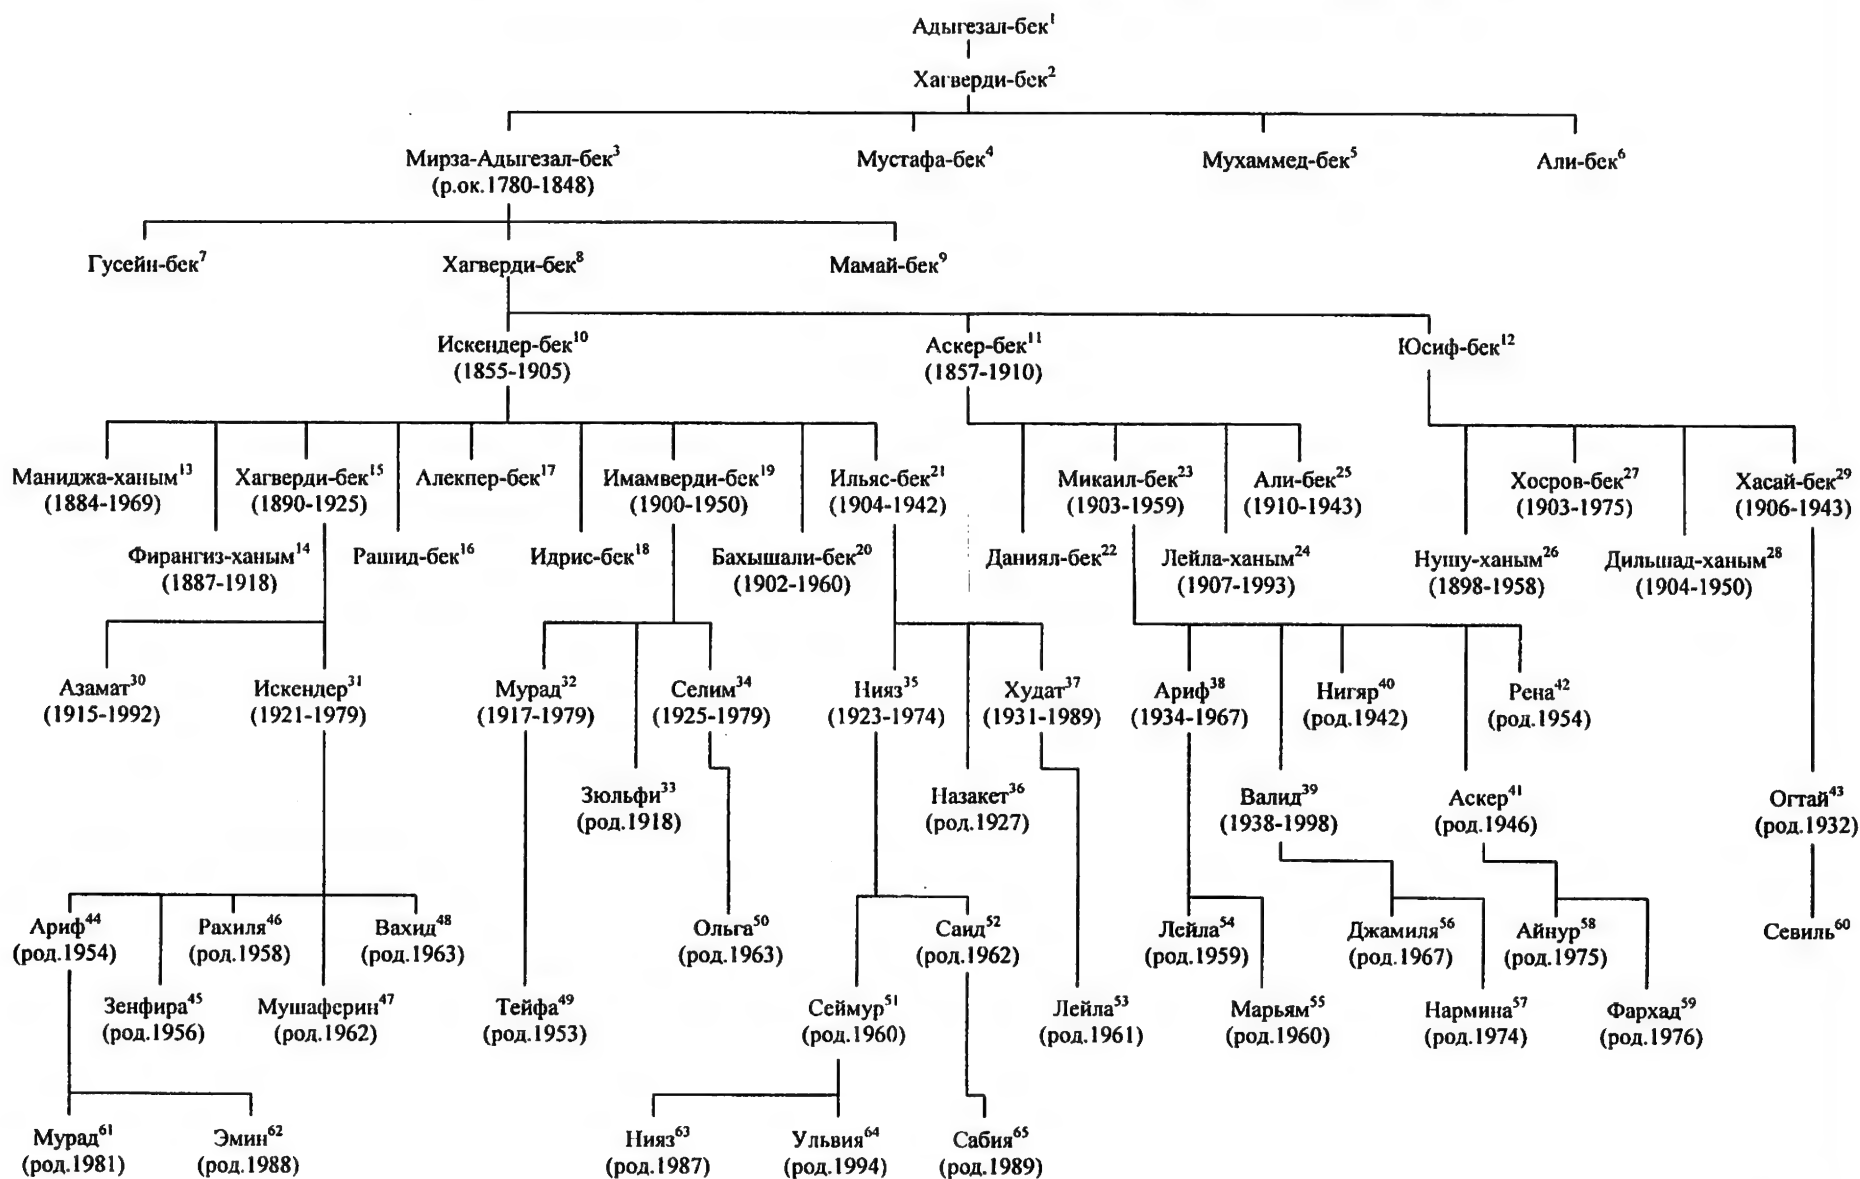 Адыгезал-бек¹
Хагверди-бек²
Мирза-Адыгезал-бек³
(р.ок.1780-1848)
Мустафа-бек⁴
Мухаммед-бек⁵
Али-бек⁶
Гусейн-бек⁷
Хагверди-бек⁸
Мамай-бек⁹
Искендер-бек¹⁰
(1855-1905)
Аскер-бек¹¹
(1857-1910)
Юсиф-бек¹²
Маниджа-ханым¹³
(1884-1969)
Фирангиз-ханым¹⁴
(1887-1918)
Хагверди-бек¹⁵
(1890-1925)
Рашид-бек¹⁶
Алекпер-бек¹⁷
Идрис-бек¹⁸
Имамверди-бек¹⁹
(1900-1950)
Бахышали-бек²⁰
(1902-1960)
Ильяс-бек²¹
(1904-1942)
Даниял-бек²²
Микаил-бек²³
(1903-1959)
Лейла-ханым²⁴
(1907-1993)
Али-бек²⁵
(1910-1943)
Нушу-ханым²⁶
(1898-1958)
Хосров-бек²⁷
(1903-1975)
Дильшад-ханым²⁸
(1904-1950)
Хасай-бек²⁹
(1906-1943)
Азамат³⁰
(1915-1992)
Искендер³¹
(1921-1979)
Мурад³²
(1917-1979)
Зюльфи³³
(род.1918)
Селим³⁴
(1925-1979)
Нияз³⁵
(1923-1974)
Назакет³⁶
(род.1927)
Худат³⁷
(1931-1989)
Ариф³⁸
(1934-1967)
Валид³⁹
(1938-1998)
Нигяр⁴⁰
(род.1942)
Аскер⁴¹
(род.1946)
Рена⁴²
(род.1954)
Огтай⁴³
(род.1932)
Ариф⁴⁴
(род.1954)
Зенфира⁴⁵
(род.1956)
Рахиля⁴⁶
(род.1958)
Мушаферин⁴⁷
(род.1962)
Вахид⁴⁸
(род.1963)
Тейфа⁴⁹
(род.1953)
Ольга⁵⁰
(род.1963)
Сеймур⁵¹
(род.1960)
Саид⁵²
(род.1962)
Лейла⁵³
(род.1961)
Лейла⁵⁴
(род.1959)
Марьям⁵⁵
(род.1960)
Джамиля⁵⁶
(род.1967)
Нармина⁵⁷
(род.1974)
Айнур⁵⁸
(род.1975)
Фархад⁵⁹
(род.1976)
Севиль⁶⁰
Мурад⁶¹
(род.1981)
Эмин⁶²
(род.1988)
Нияз⁶³
(род.1987)
Ульвия⁶⁴
(род.1994)
Сабия⁶⁵
(род.1989)